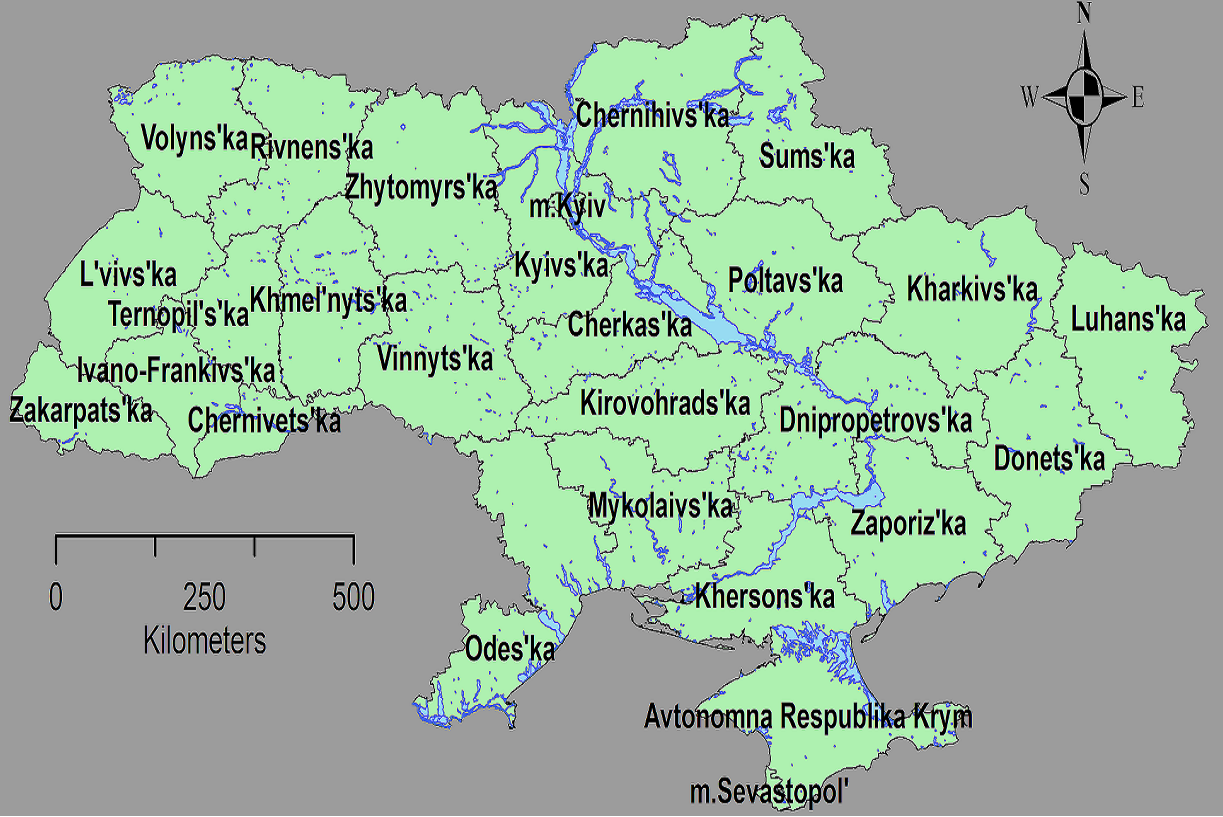 N
W
E
S
Chernihivs'ka
Volyns'ka
Rivnens'ka
Sums'ka
Zhytomyrs'ka
m.Kyiv
L'vivs'ka
Kyivs'ka
Poltavs'ka
Kharkivs'ka
Khmel'nyts'ka
Ternopil's'ka
Cherkas'ka
Luhans'ka
Vinnyts'ka
Ivano-Frankivs'ka
Zakarpats'ka
Chernivets'ka
Kirovohrads'ka
Dnipropetrovs'ka
Donets'ka
Mykolaivs'ka
Zaporiz'ka
Khersons'ka
0 250 500
Kilometers
Odes'ka
Avtonomna Respublika Krym
m.Sevastopol'